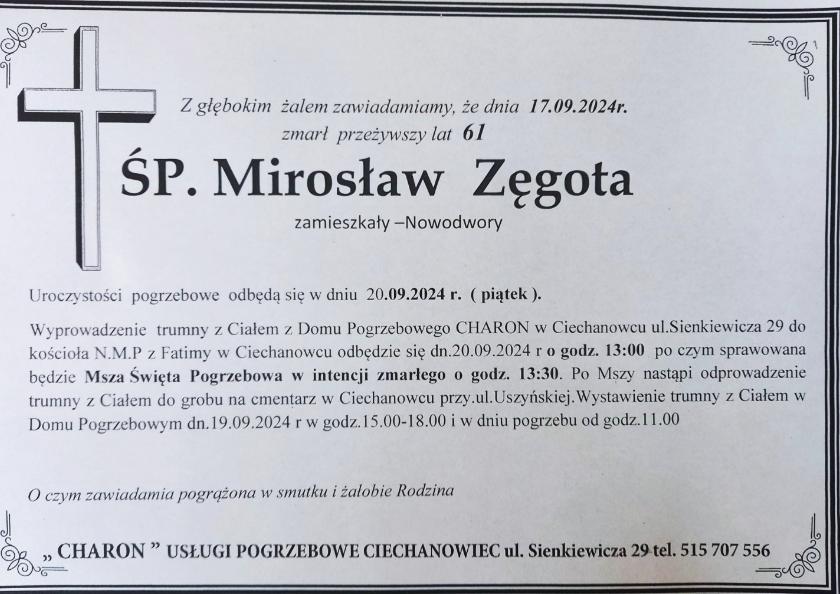 Z głębokim żalem zawiadamiamy, że dnia 17.09.2024r.
zmarł przeżywszy lat 61
ŚP. Mirosław Zęgota
zamieszkały –Nowodwory
Uroczystości pogrzebowe odbędą się w dniu 20.09.2024 r. ( piątek ).
Wyprowadzenie trumny z Ciałem z Domu Pogrzebowego CHARON w Ciechanowcu ul.Sienkiewicza 29 do
kościoła N.M.P z Fatimy w Ciechanowcu odbędzie się dn.20.09.2024 r o godz. 13:00 po czym sprawowana
będzie Msza Święta Pogrzebowa w intencji zmarłego o godz. 13:30. Po Mszy nastąpi odprowadzenie
trumny z Ciałem do grobu na cmentarz w Ciechanowcu przy.ul.Uszyńskiej.Wystawienie trumny z Ciałem w
Domu Pogrzebowym dn.19.09.2024 r w godz.15.00-18.00 i w dniu pogrzebu od godz.11.00
O czym zawiadamia pogrążona w smutku i żałobie Rodzina
„ CHARON ” USŁUGI POGRZEBOWE CIECHANOWIEC ul. Sienkiewicza 29 tel. 515 707 556